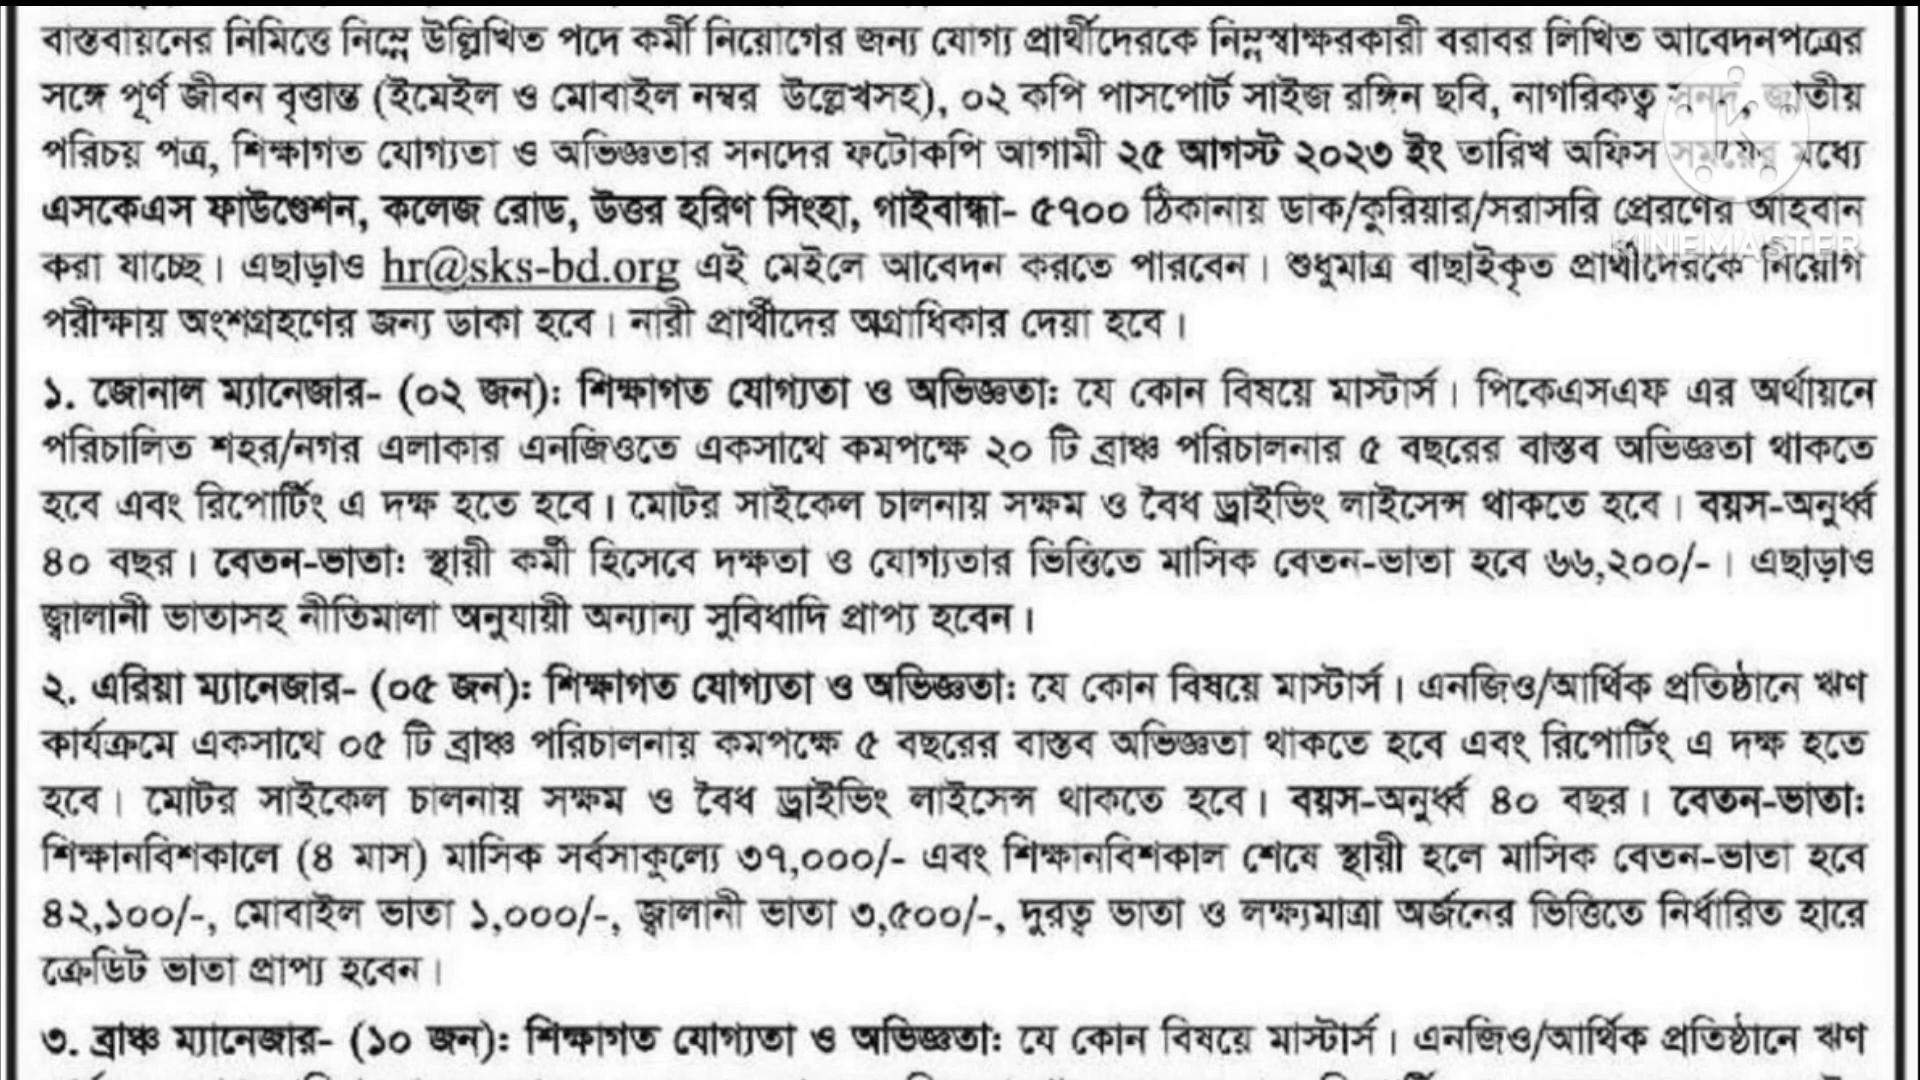 বাস্তবায়নের নিমিত্তে নিম্নে উল্লিখিত পদে কর্মী নিয়োগের জন্য যোগ্য প্রার্থীদেরকে নিম্নস্বাক্ষরকারী বরাবর লিখিত আবেদনপত্রের
সঙ্গে পূর্ণ জীবন বৃত্তান্ত (ইমেইল ও মোবাইল নম্বর উল্লেখসহ), ০২ কপি পাসপোর্ট সাইজ রঙ্গিন ছবি, নাগরিকত্ব সনদ, জাতীয়
পরিচয় পত্র, শিক্ষাগত যোগ্যতা ও অভিজ্ঞতার সনদের ফটোকপি আগামী ২৫ আগস্ট ২০২৩ ইং তারিখ অফিস সময়ের মধ্যে
এসকেএস ফাউণ্ডেশন, কলেজ রোড, উত্তর হরিণ সিংহা, গাইবান্ধা- ৫৭০০ ঠিকানায় ডাক/কুরিয়ার/সরাসরি প্রেরণের আহবান
KINEMASTER
করা যাচ্ছে। এছাড়াও hr@sks-bd.org এই মেইলে আবেদন করতে পারবেন। শুধুমাত্র বাছাইকৃত প্রার্থীদেরকে নিয়োগ
পরীক্ষায় অংশগ্রহণের জন্য ডাকা হবে। নারী প্রার্থীদের অগ্রাধিকার দেয়া হবে।
১. জোনাল ম্যানেজার- (০২ জন): শিক্ষাগত যোগ্যতা ও অভিজ্ঞতা: যে কোন বিষয়ে মাস্টার্স। পিকেএসএফ এর অর্থায়নে
পরিচালিত শহর/নগর এলাকার এনজিওতে একসাথে কমপক্ষে ২০ টি ব্রাঞ্চ পরিচালনার ৫ বছরের বাস্তব অভিজ্ঞতা থাকতে
হবে এবং রিপোর্টিং এ দক্ষ হতে হবে। মোটর সাইকেল চালনায় সক্ষম ও বৈধ ড্রাইভিং লাইসেন্স থাকতে হবে। বয়স-অনুর্ধ্ব
৪০ বছর। বেতন-ভাতা: স্থায়ী কর্মী হিসেবে দক্ষতা ও যোগ্যতার ভিত্তিতে মাসিক বেতন-ভাতা হবে ৬৬,২০০/-। এছাড়াও
জ্বালানী ভাতাসহ নীতিমালা অনুযায়ী অন্যান্য সুবিধাদি প্রাপ্য হবেন।
২. এরিয়া ম্যানেজার- (০৫ জন): শিক্ষাগত যোগ্যতা ও অভিজ্ঞতা: যে কোন বিষয়ে মাস্টার্স। এনজিও/আর্থিক প্রতিষ্ঠানে ঋণ
কার্যক্রমে একসাথে ০৫ টি ব্রাঞ্চ পরিচালনায় কমপক্ষে ৫ বছরের বাস্তব অভিজ্ঞতা থাকতে হবে এবং রিপোর্টিং এ দক্ষ হতে
হবে। মোটর সাইকেল চালনায় সক্ষম ও বৈধ ড্রাইভিং লাইসেন্স থাকতে হবে। বয়স-অনুর্ধ্ব ৪০ বছর। বেতন-ভাতা:
শিক্ষানবিশকালে (৪ মাস) মাসিক সর্বসাকুল্যে ৩৭,০০০/- এবং শিক্ষানবিশকাল শেষে স্থায়ী হলে মাসিক বেতন-ভাতা হবে
৪২,১০০/-, মোবাইল ভাতা ১,০০০/-, জ্বালানী ভাতা ৩,৫০০/-, দুরত্ব ভাতা ও লক্ষ্যমাত্রা অর্জনের ভিত্তিতে নির্ধারিত হারে
ক্রেডিট ভাতা প্রাপ্য হবেন।
৩. ব্রাঞ্চ ম্যানেজার- (১০ জন): শিক্ষাগত যোগ্যতা ও অভিজ্ঞতা: যে কোন বিষয়ে মাস্টার্স। এনজিও/আর্থিক প্রতিষ্ঠানে ঋণ